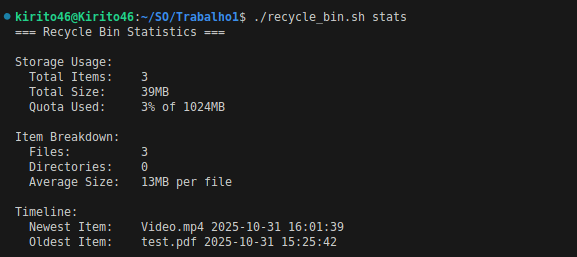 kirito46@Kirito46:~/SO/Trabalho1$ ./recycle_bin.sh stats
=== Recycle Bin Statistics ===
Storage Usage:
Total Items: 3
Total Size: 39MB
Quota Used: 3% of 1024MB
Item Breakdown:
Files: 3
Directories: 0
Average Size: 13MB per file
Timeline:
Newest Item: Video.mp4 2025-10-31 16:01:39
Oldest Item: test.pdf 2025-10-31 15:25:42